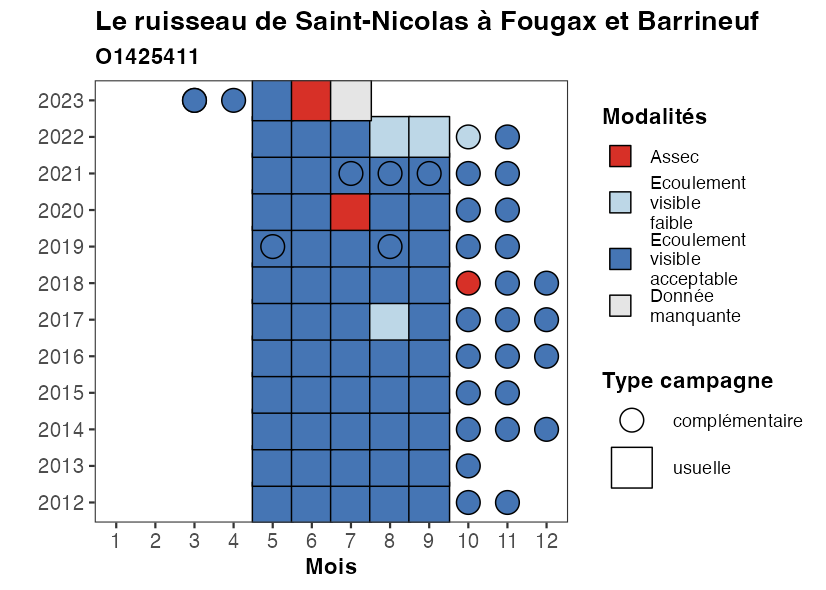 Le ruisseau de Saint-Nicolas à Fougax et Barrineuf
O1425411
2023
2022
2021
2020
2019
2018
2017
2016
2015
2014
2013
2012
1 2 3 4 5 6 7 8 9 10 11 12
Mois
Modalités
Assec
Ecoulement
visible
faible
Ecoulement
visible
acceptable
Donnée
manquante
Type campagne
complémentaire
usuelle